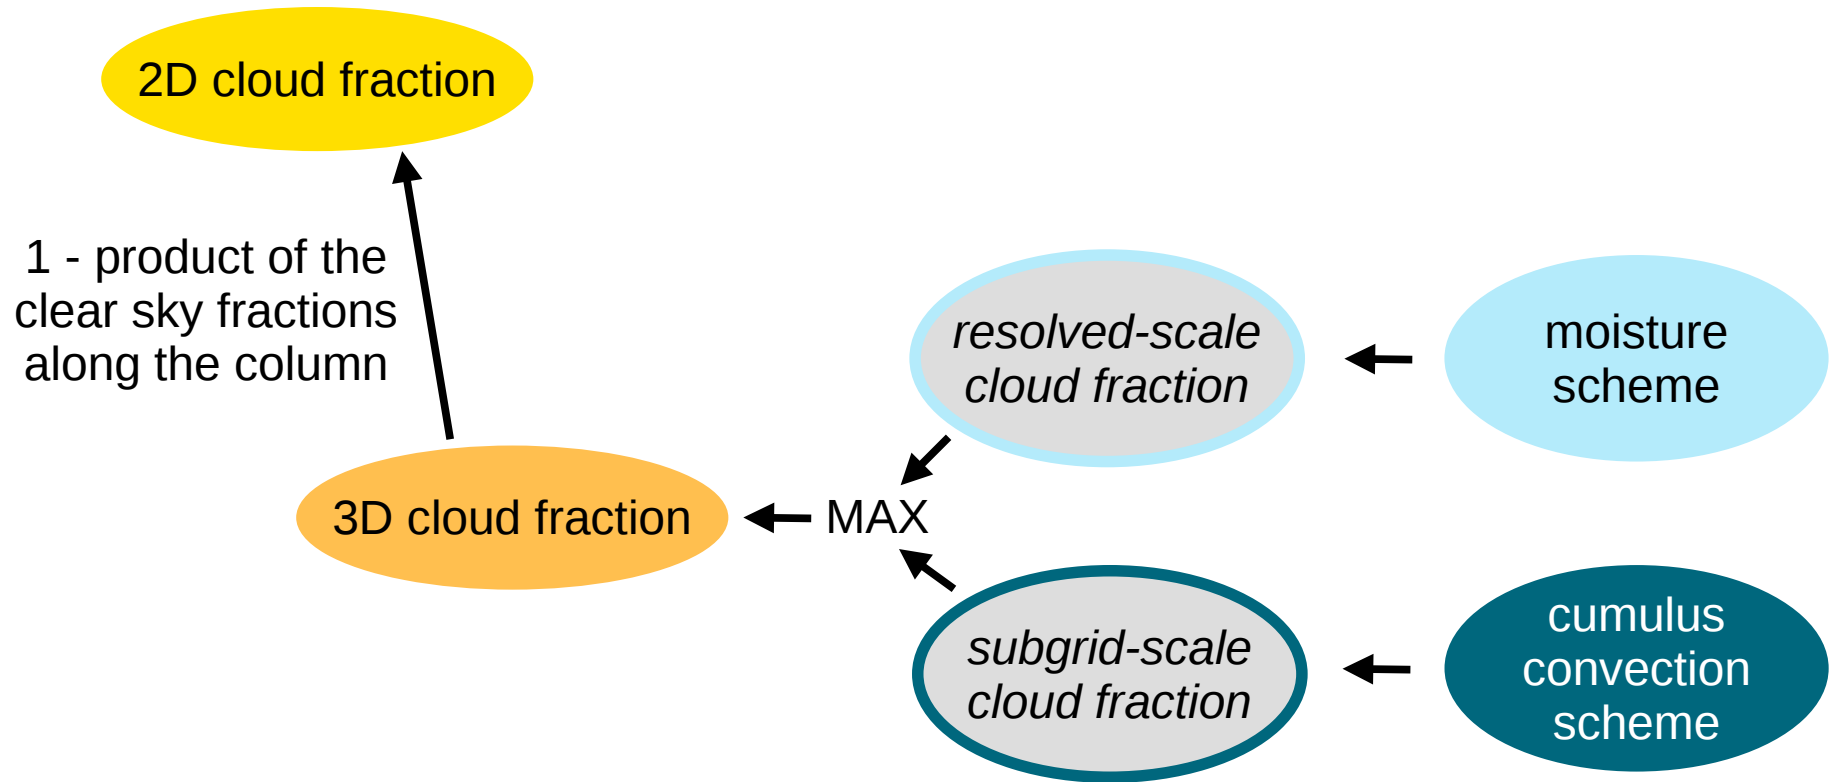 2D cloud fraction
1 - product of the
clear sky fractions
along the column
3D cloud fraction
MAX
resolved-scale
cloud fraction
moisture
scheme
subgrid-scale
cloud fraction
cumulus
convection
scheme